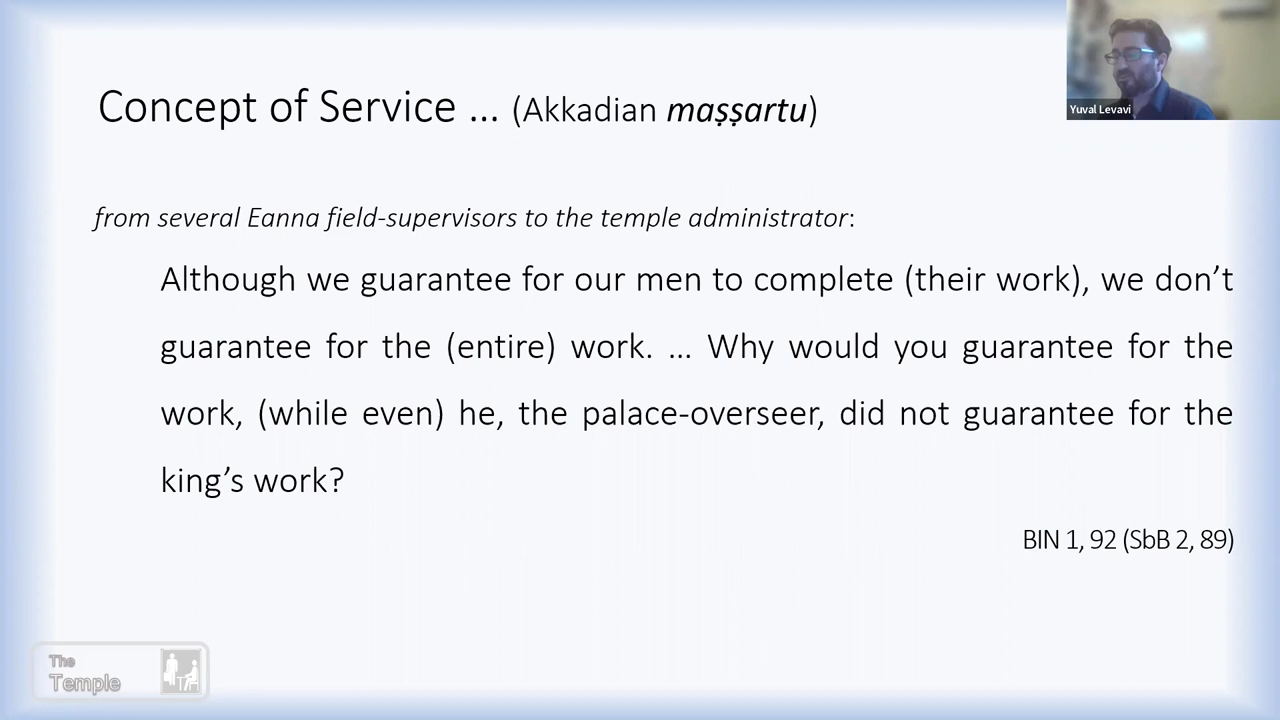 Concept of Service ... (Akkadian maṣṣartu)
Yuval Levavi
from several Eanna field-supervisors to the temple administrator:
Although we guarantee for our men to complete (their work), we don’t
guarantee for the (entire) work. ... Why would you guarantee for the
work, (while even) he, the palace-overseer, did not guarantee for the
king’s work?
BIN 1, 92 (SbB 2, 89)
The
Temple